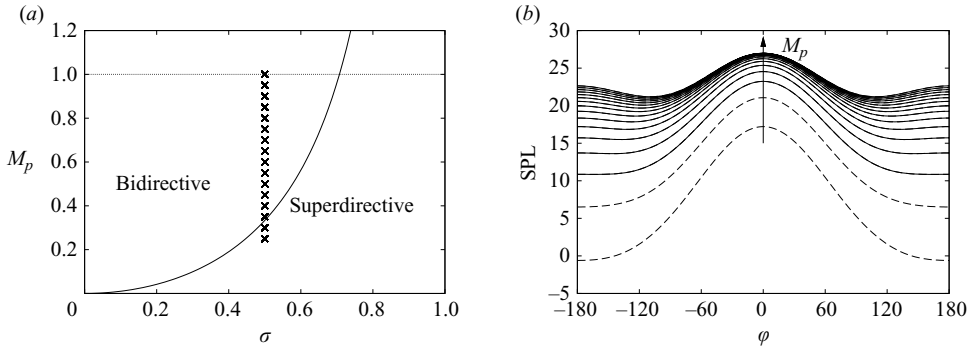 (a)
1.2
1.0
0.8
M_p
0.6
0.4
0.2
Bidirective
Superdirective
0 0.2 0.4 0.6 0.8 1.0
σ
(b)
30
25
20
15
SPL
10
5
0
–5
M_p
–180 –120 –60 0 60 120 180
φ